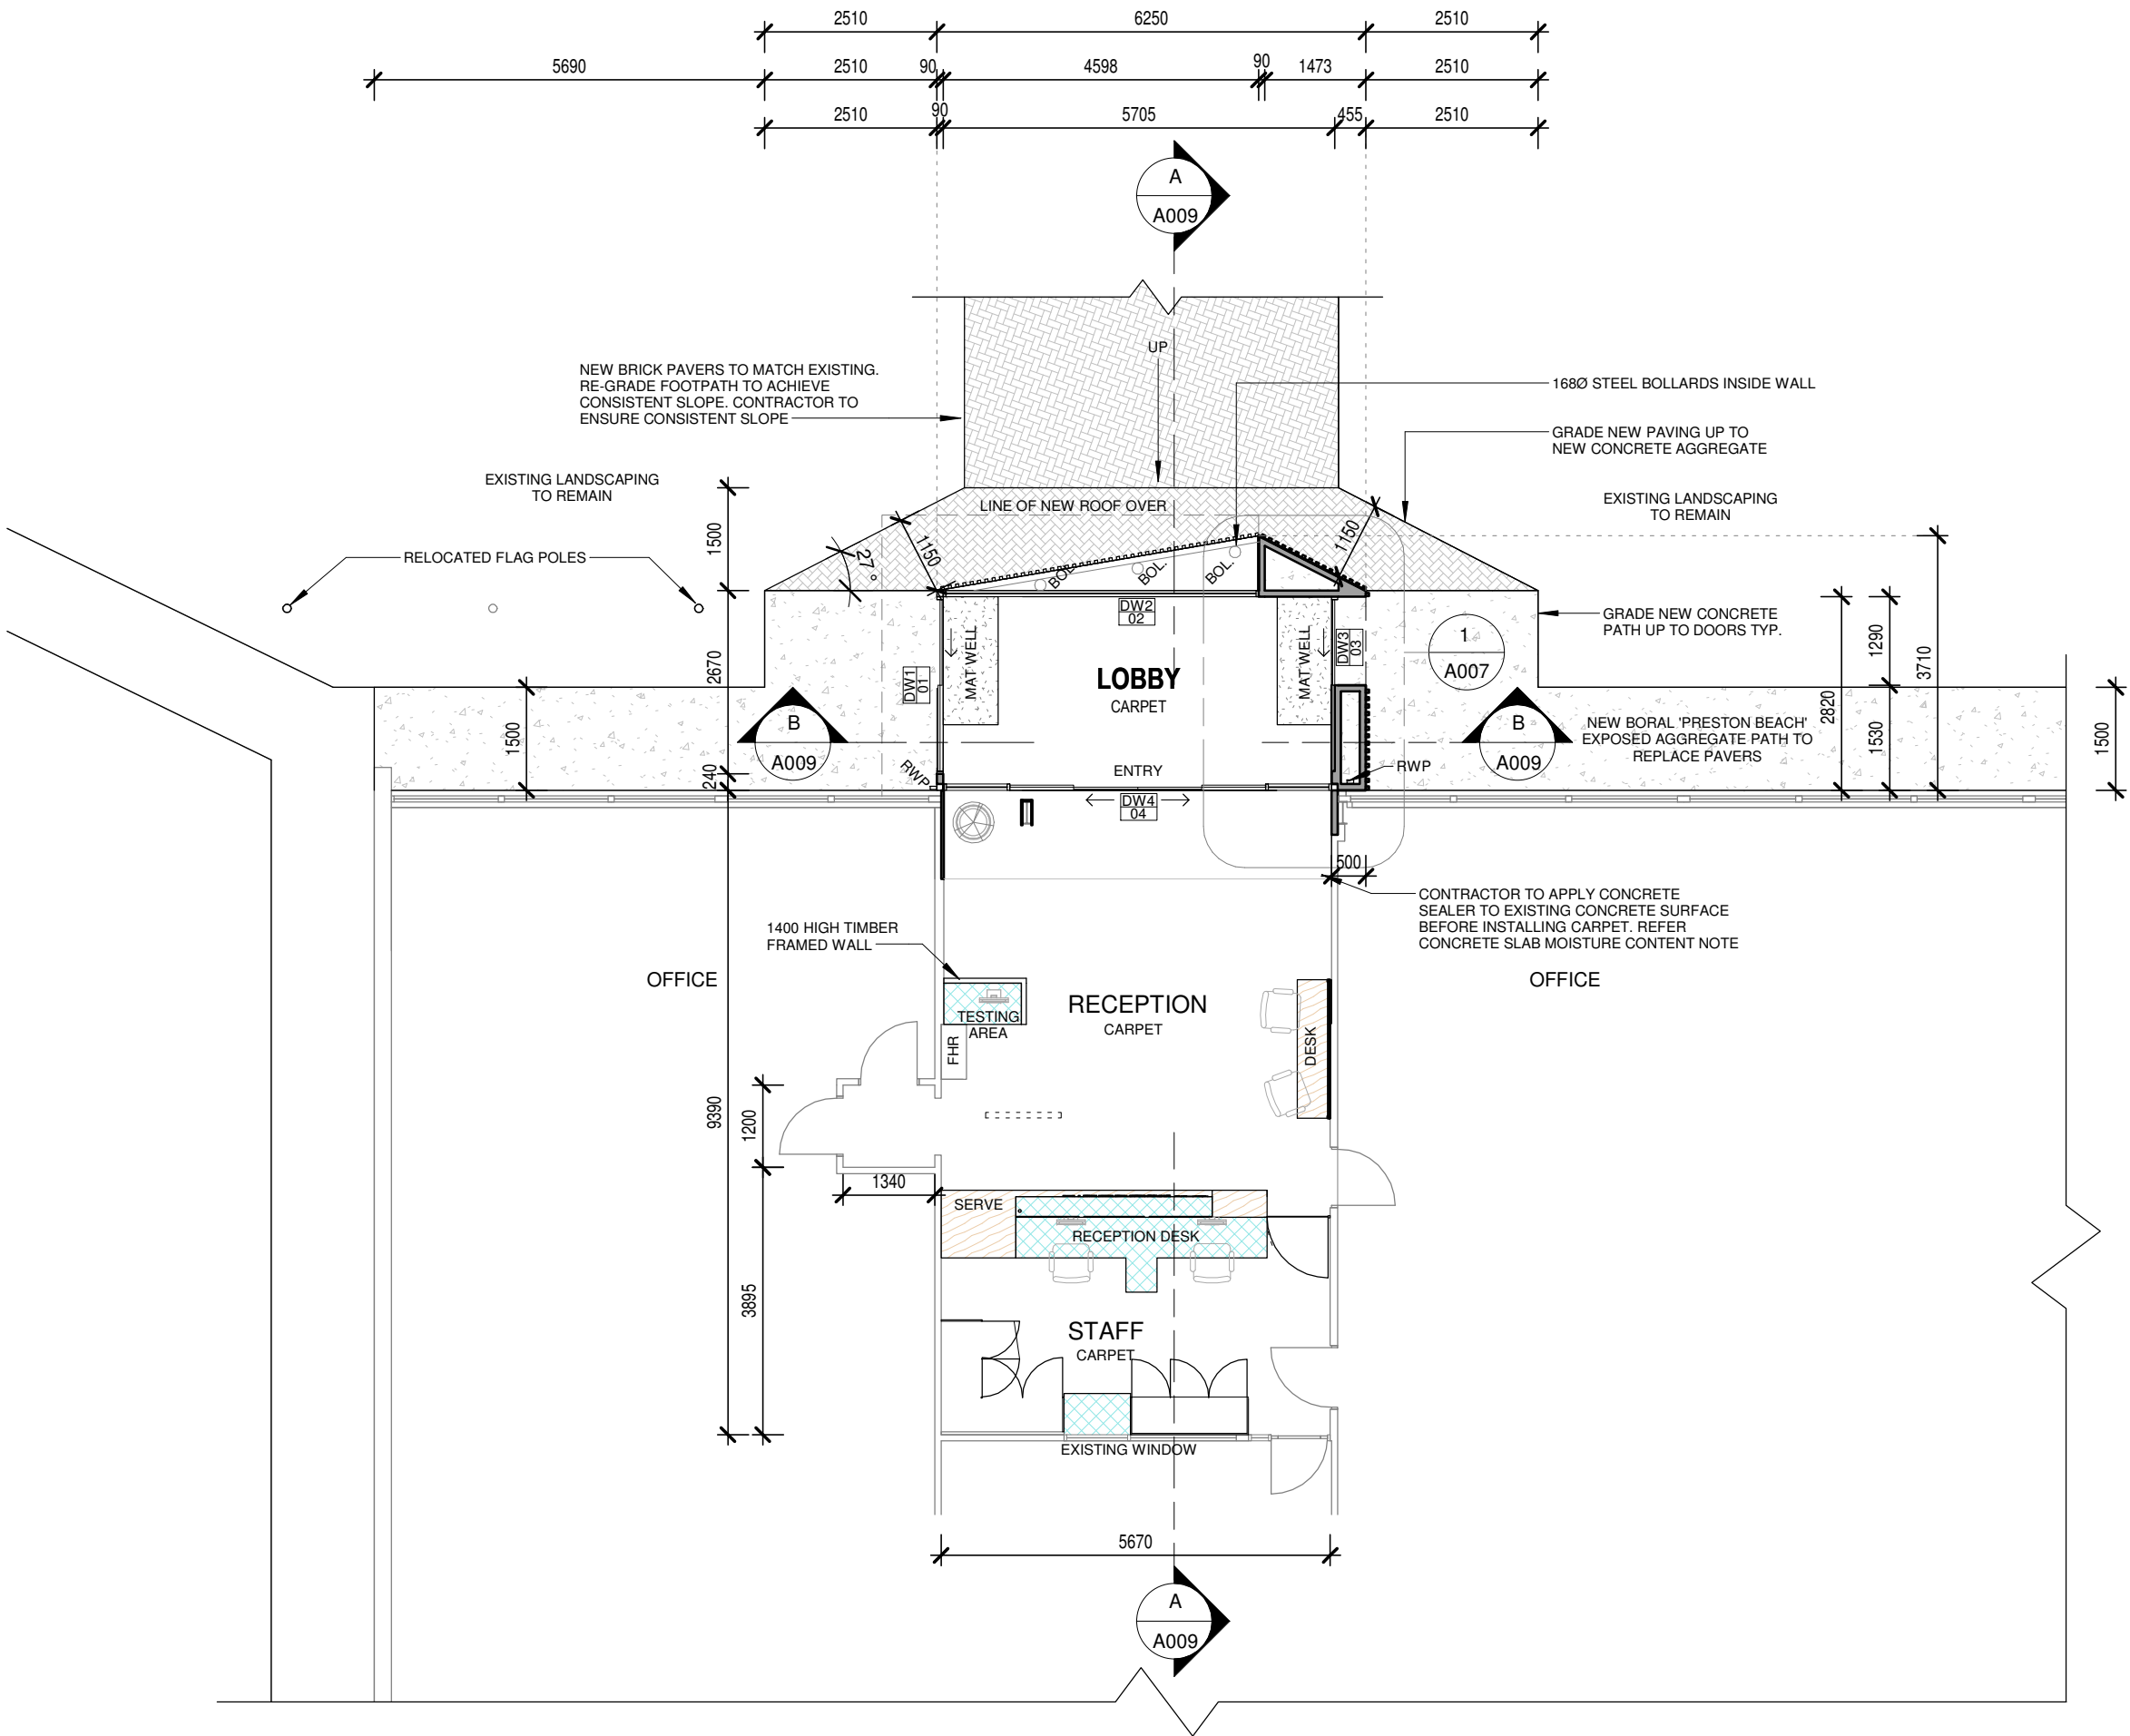 2510
6250
2510
5690
2510
90
4598
90
1473
2510
2510
90
5705
455
2510
A
A009
UP
NEW BRICK PAVERS TO MATCH EXISTING.
RE-GRADE FOOTPATH TO ACHIEVE
CONSISTENT SLOPE. CONTRACTOR TO
ENSURE CONSISTENT SLOPE
168Ø STEEL BOLLARDS INSIDE WALL
GRADE NEW PAVING UP TO
NEW CONCRETE AGGREGATE
EXISTING LANDSCAPING
TO REMAIN
EXISTING LANDSCAPING
TO REMAIN
LINE OF NEW ROOF OVER
1500
1150
1150
27°
RELOCATED FLAG POLES
BOL.
BOL.
BOL.
3710
GRADE NEW CONCRETE
PATH UP TO DOORS TYP.
DW2
02
MAT WELL
MAT WELL
DW3
03
DW1
01
1
A007
1290
2820
1530
1500
2670
LOBBY
CARPET
1500
B
A009
B
A009
NEW BORAL 'PRESTON BEACH'
EXPOSED AGGREGATE PATH TO
REPLACE PAVERS
240
RWP
ENTRY
RWP
DW4
04
500
CONTRACTOR TO APPLY CONCRETE
SEALER TO EXISTING CONCRETE SURFACE
BEFORE INSTALLING CARPET. REFER
CONCRETE SLAB MOISTURE CONTENT NOTE
1400 HIGH TIMBER
FRAMED WALL
OFFICE
OFFICE
RECEPTION
CARPET
TESTING
AREA
FHR
DESK
9390
1200
1340
3895
SERVE
RECEPTION DESK
STAFF
CARPET
EXISTING WINDOW
5670
A
A009